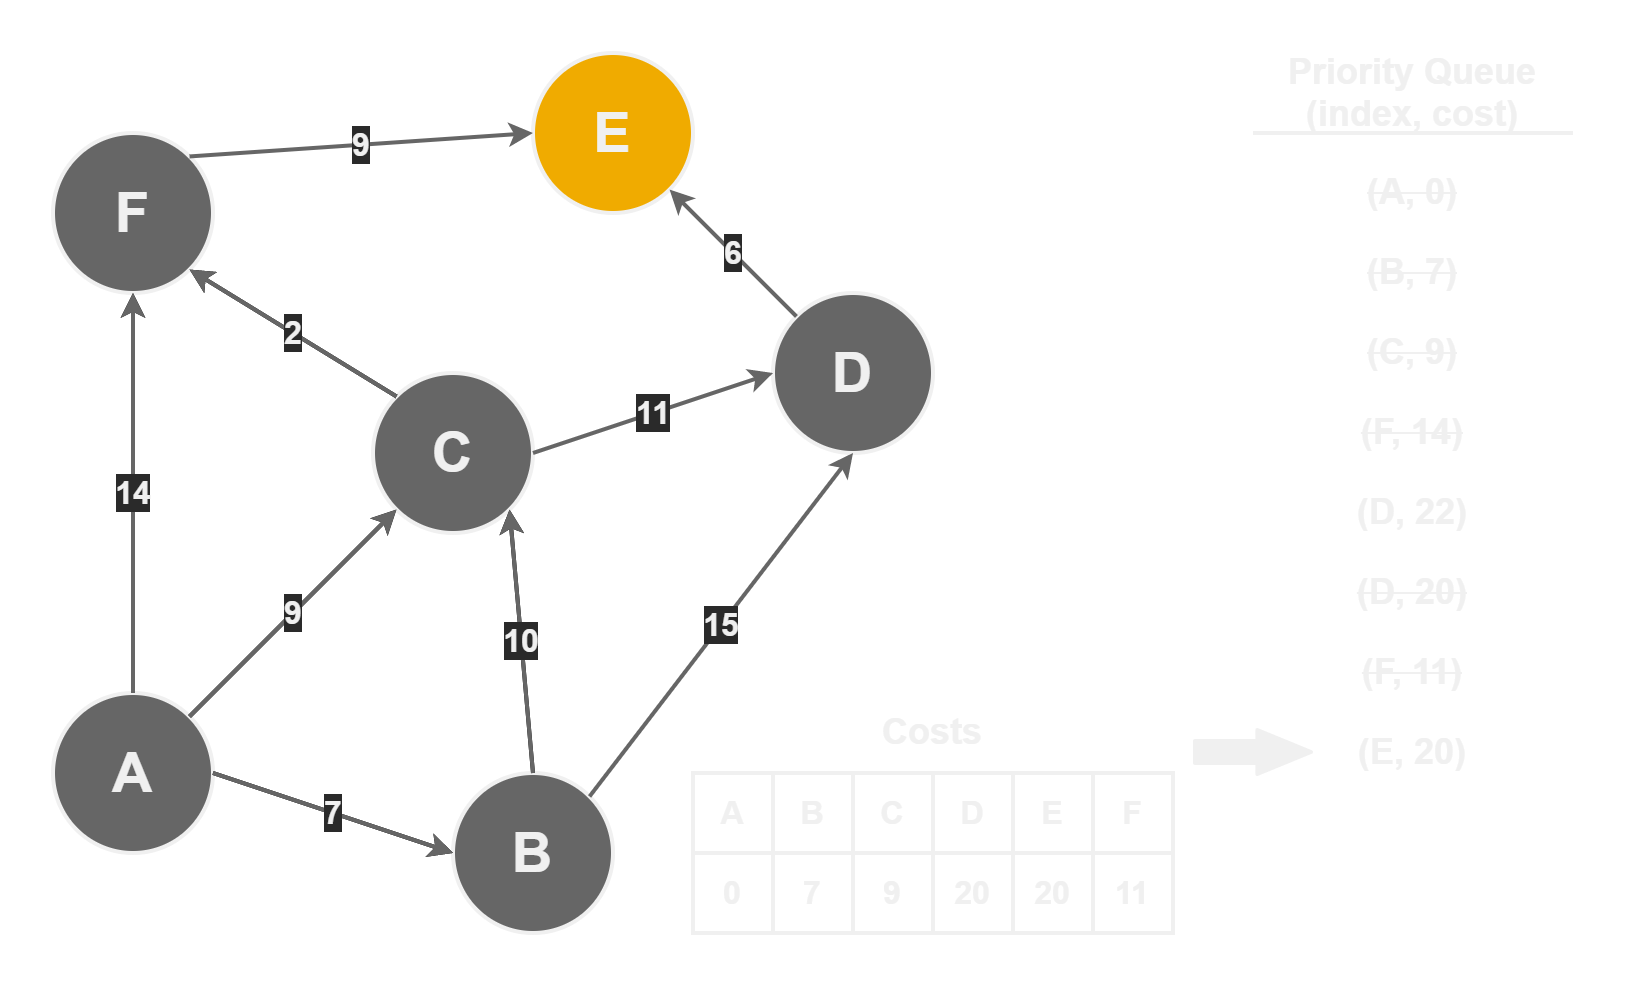 Priority Queue
(index, cost)
E
9
F
(A, 0)
6
(B, 7)
2
(C, 9)
D
11
(F, 14)
C
14
(D, 22)
9
(D, 20)
15
10
(F, 11)
Costs
(E, 20)
A
7
B
A B C D E F
0 7 9 20 20 11